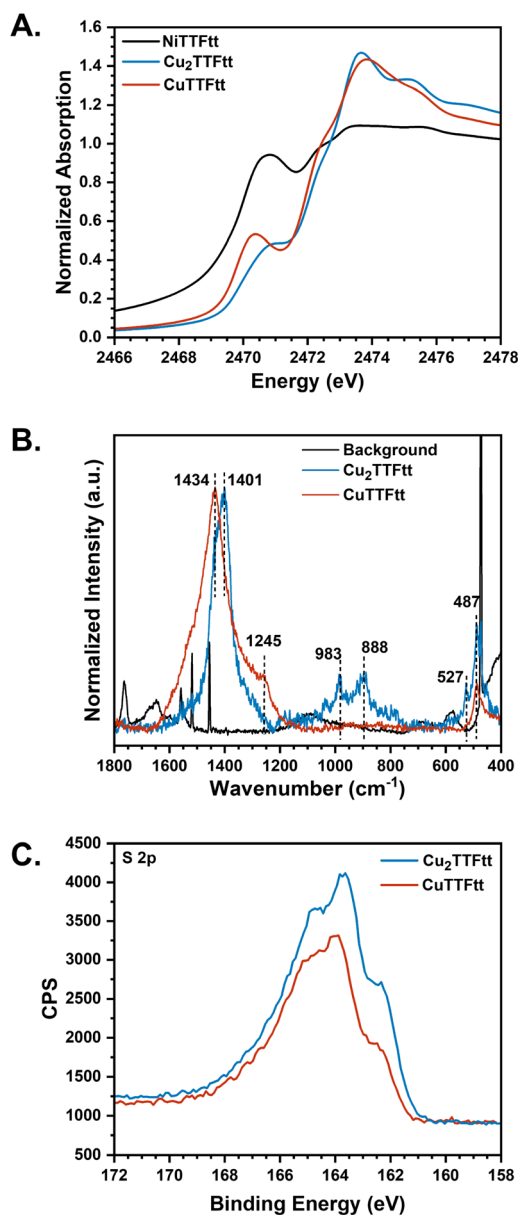 A.
NiTTFtt
Cu₂TTFtt
CuTTFtt
1.6
1.4
1.2
1.0
0.8
0.6
0.4
0.2
0.0
Normalized Absorption
2466 2468 2470 2472 2474 2476 2478
Energy (eV)
B.
Background
Cu₂TTFtt
CuTTFtt
1434 1401
1245
983 888
527
487
Normalized Intensity (a.u.)
1800 1600 1400 1200 1000 800 600 400
Wavenumber (cm⁻¹)
C.
S 2p
Cu₂TTFtt
CuTTFtt
4500
4000
3500
3000
2500
2000
1500
1000
500
CPS
172 170 168 166 164 162 160 158
Binding Energy (eV)